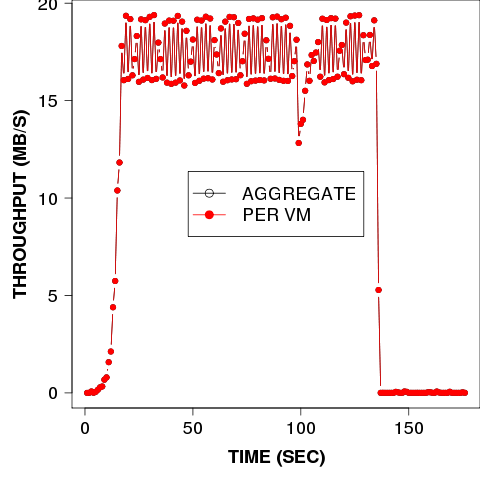 THROUGHPUT (MB/S)
20
15
10
5
0
AGGREGATE
PER VM
0 50 100 150
TIME (SEC)